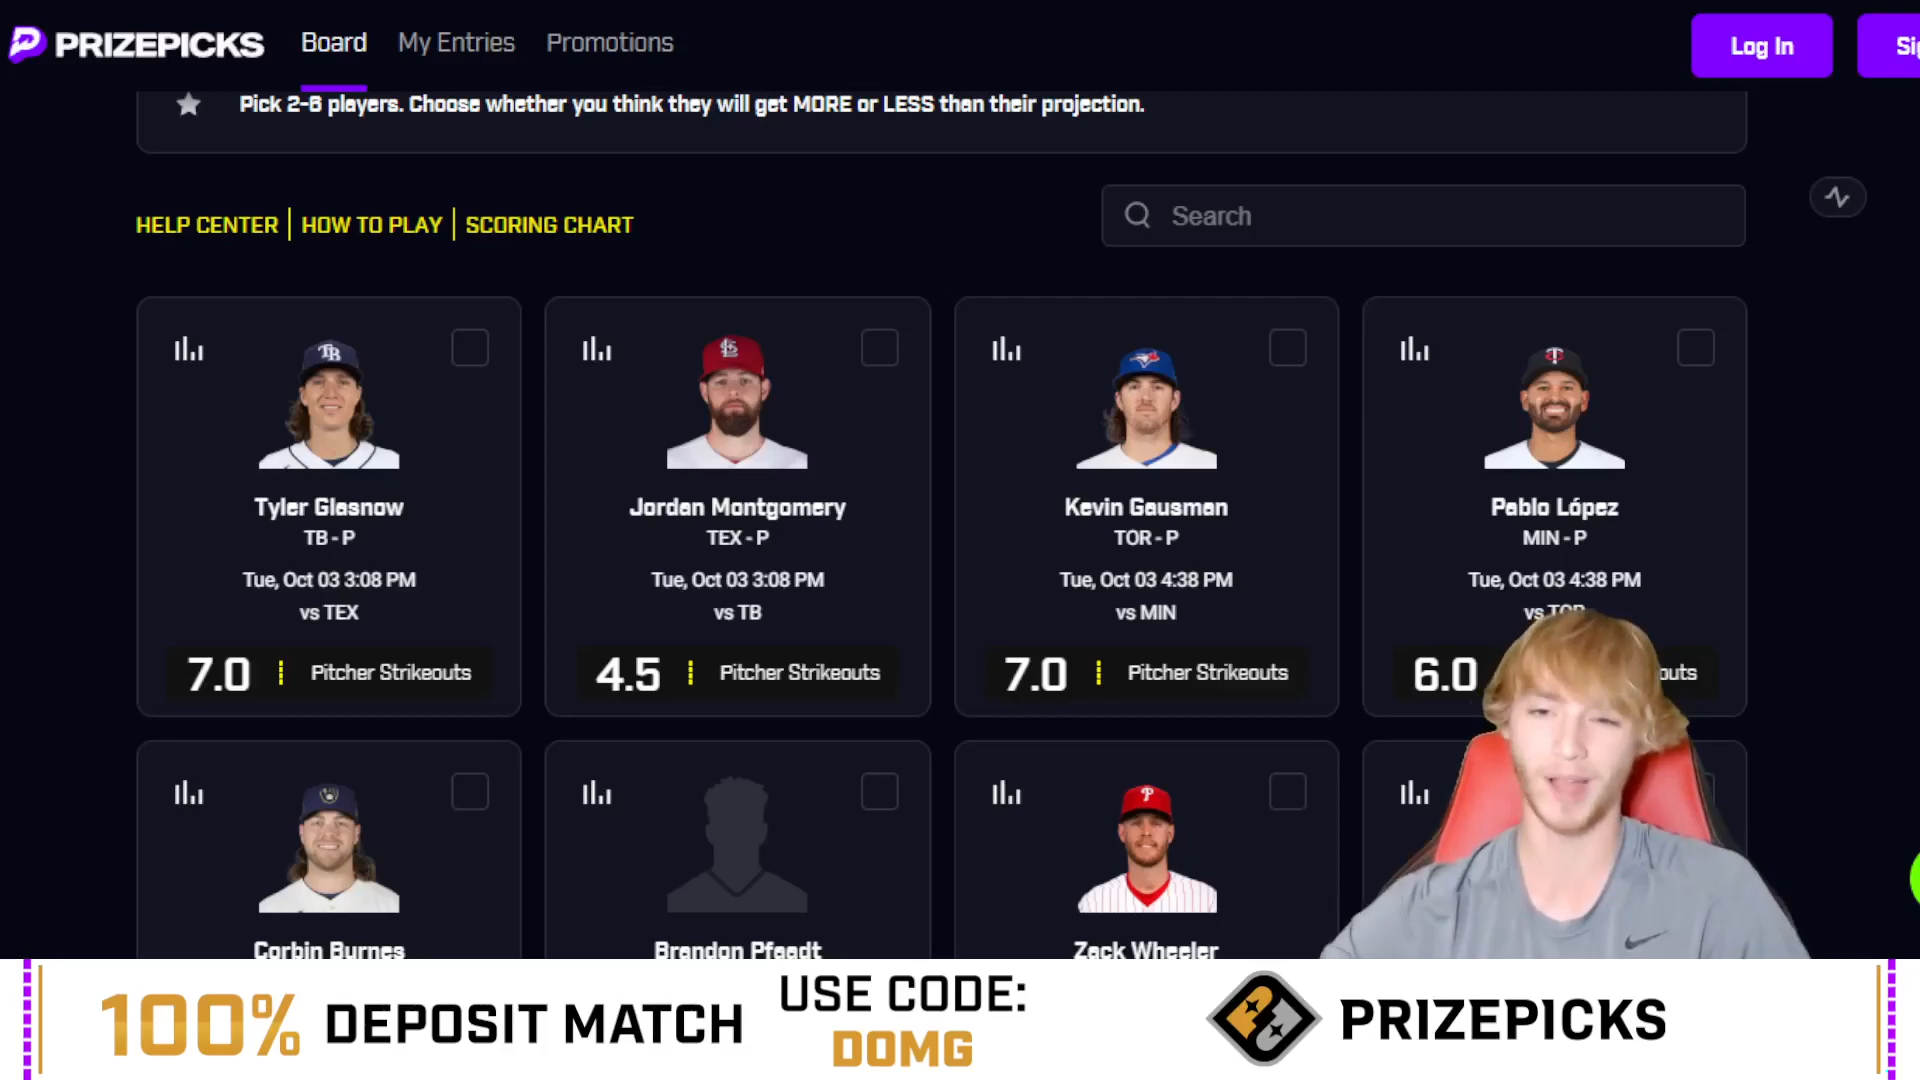 PRIZEPICKS Board My Entries Promotions Log In
Pick 2-6 players. Choose whether you think they will get MORE or LESS than their projection.
HELP CENTER | HOW TO PLAY | SCORING CHART
Search
Tyler Glasnow
TB - P
Tue, Oct 03 3:08 PM
vs TEX
7.0 Pitcher Strikeouts
Jordan Montgomery
TEX - P
Tue, Oct 03 3:08 PM
vs TB
4.5 Pitcher Strikeouts
Kevin Gausman
TOR - P
Tue, Oct 03 4:38 PM
vs MIN
7.0 Pitcher Strikeouts
Pablo López
MIN - P
Tue, Oct 03 4:38 PM
vs TOR
6.0
Corbin Burnes
Brandon Pfaadt
Zack Wheeler
100% DEPOSIT MATCH
USE CODE:
DOMG
PRIZEPICKS